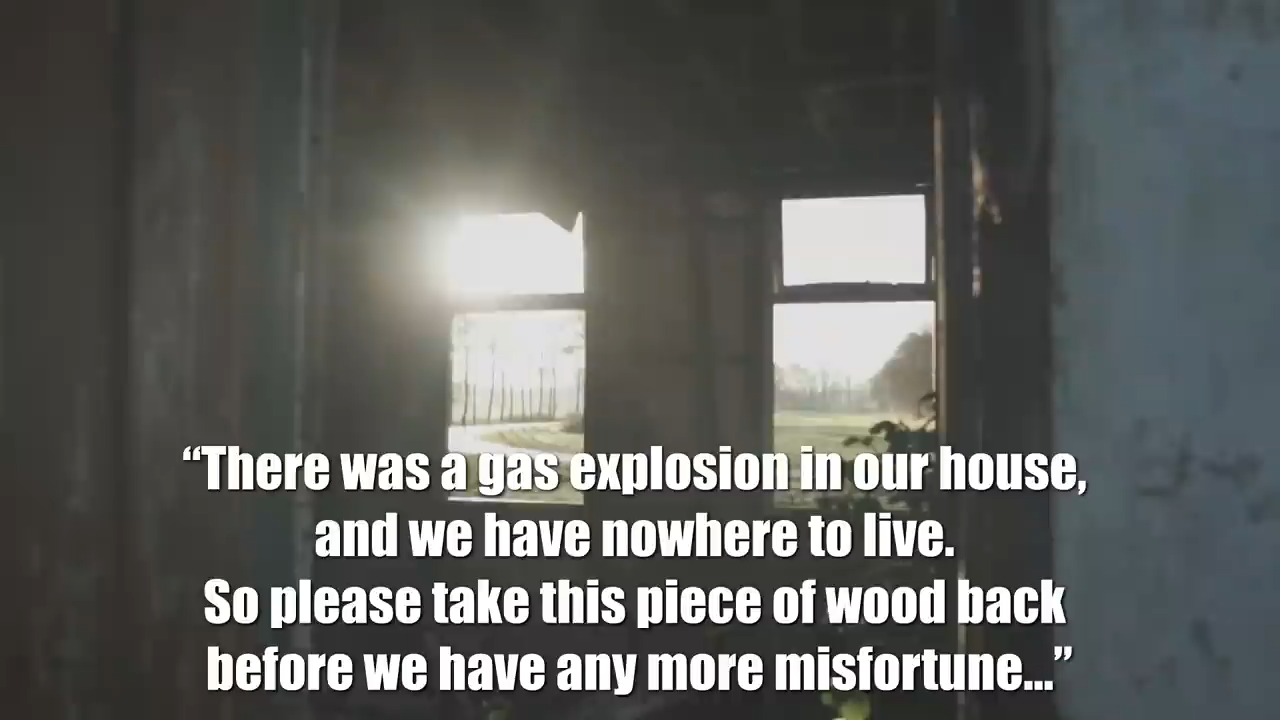 “There was a gas explosion in our house,
and we have nowhere to live.
So please take this piece of wood back
before we have any more misfortune...”